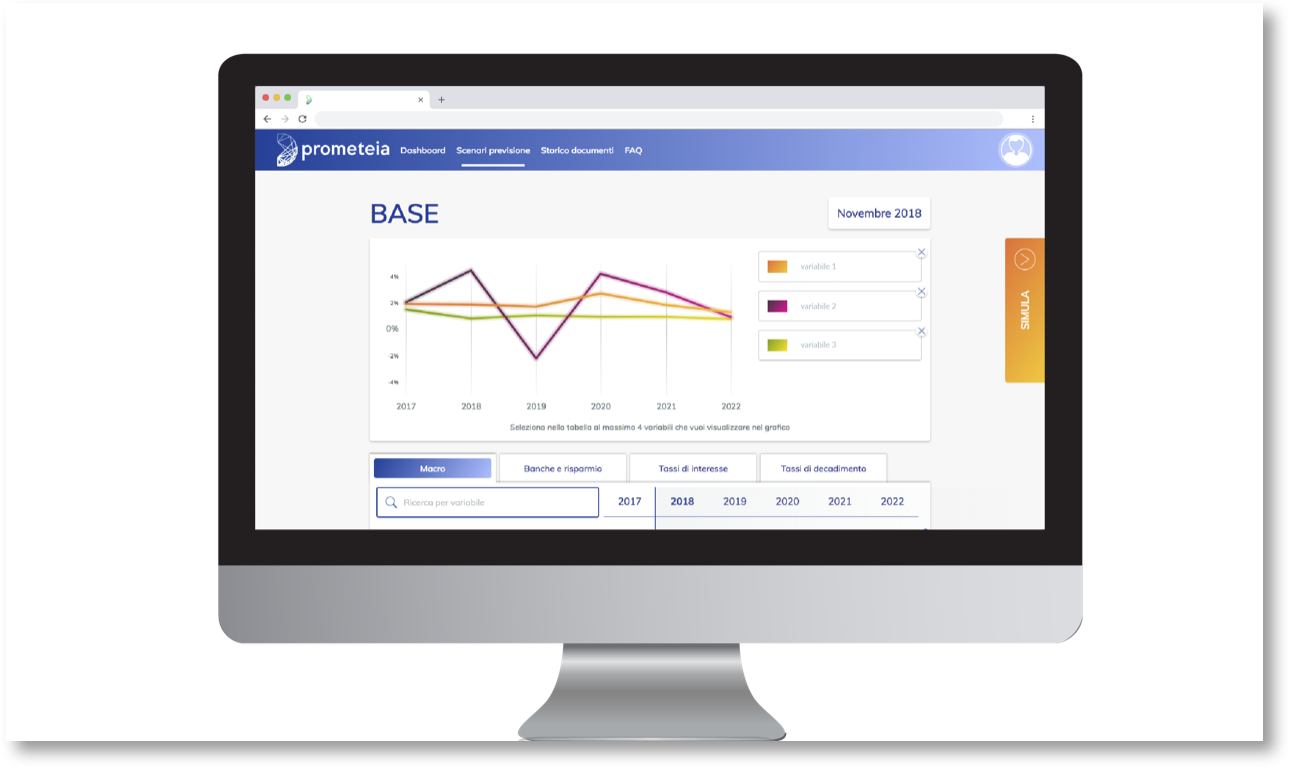 prometeia Dashboard Scenari previsione Storico documenti FAQ
BASE
Novembre 2018
4%
2%
0%
-2%
-4%
2017 2018 2019 2020 2021 2022
Seleziona nella tabella al massimo 4 variabili che vuoi visualizzare nel grafico
variabile 1
variabile 2
variabile 3
SIMULA
Macro Banche e risparmio Tassi di interesse Tassi di decadimento
Ricerca per variabile 2017 2018 2019 2020 2021 2022